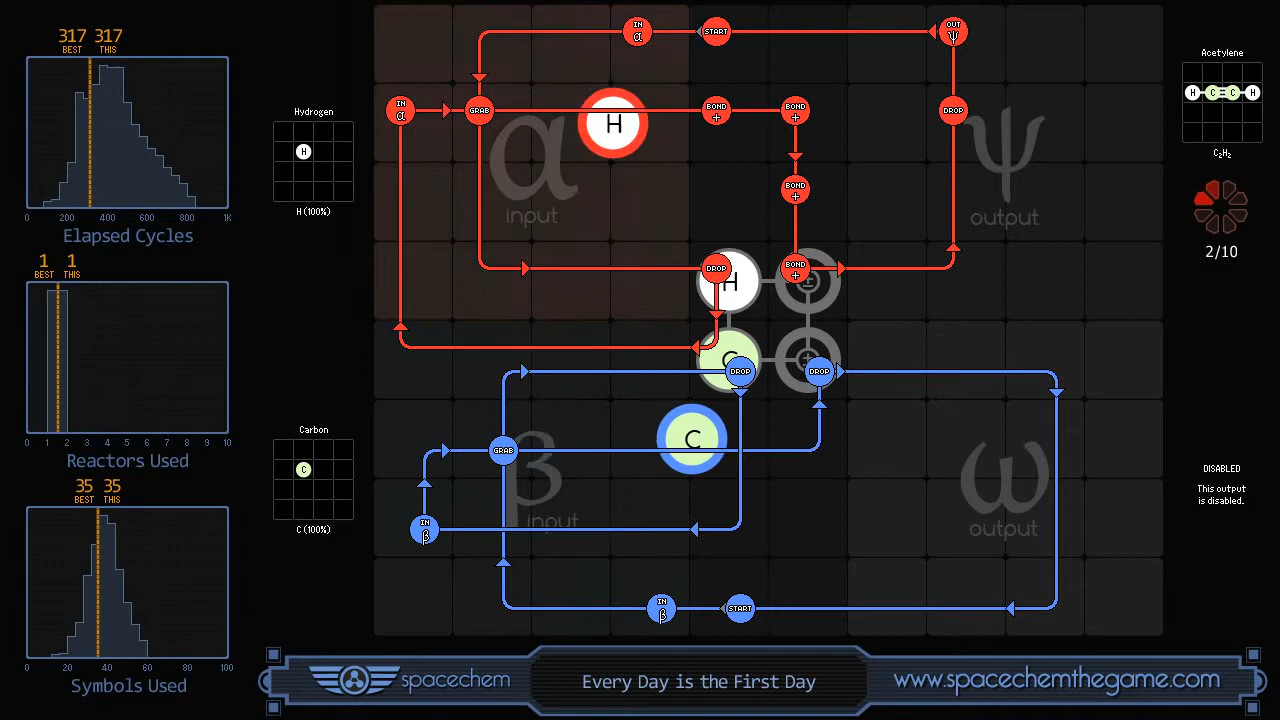 317 317
BEST THIS
0 200 400 600 800 1K
Elapsed Cycles
1 1
BEST THIS
0 1 2 3 4 5 6 7 8 9 10
Reactors Used
35 35
BEST THIS
0 20 40 60 80 100
Symbols Used
Hydrogen
H
H (100%)
Carbon
C
C (100%)
IN α
START
OUT ψ
IN α
GRAB
H
BOND +
BOND +
DROP
α
input
ψ
output
BOND +
DROP
H
BOND +
±
C
DROP
+
DROP
C
GRAB
β
input
ω
output
IN β
IN β
START
Acetylene
H C C H
C₂H₂
2/10
DISABLED
This output
is disabled.
spacechem
Every Day is the First Day
www.spacechemthegame.com